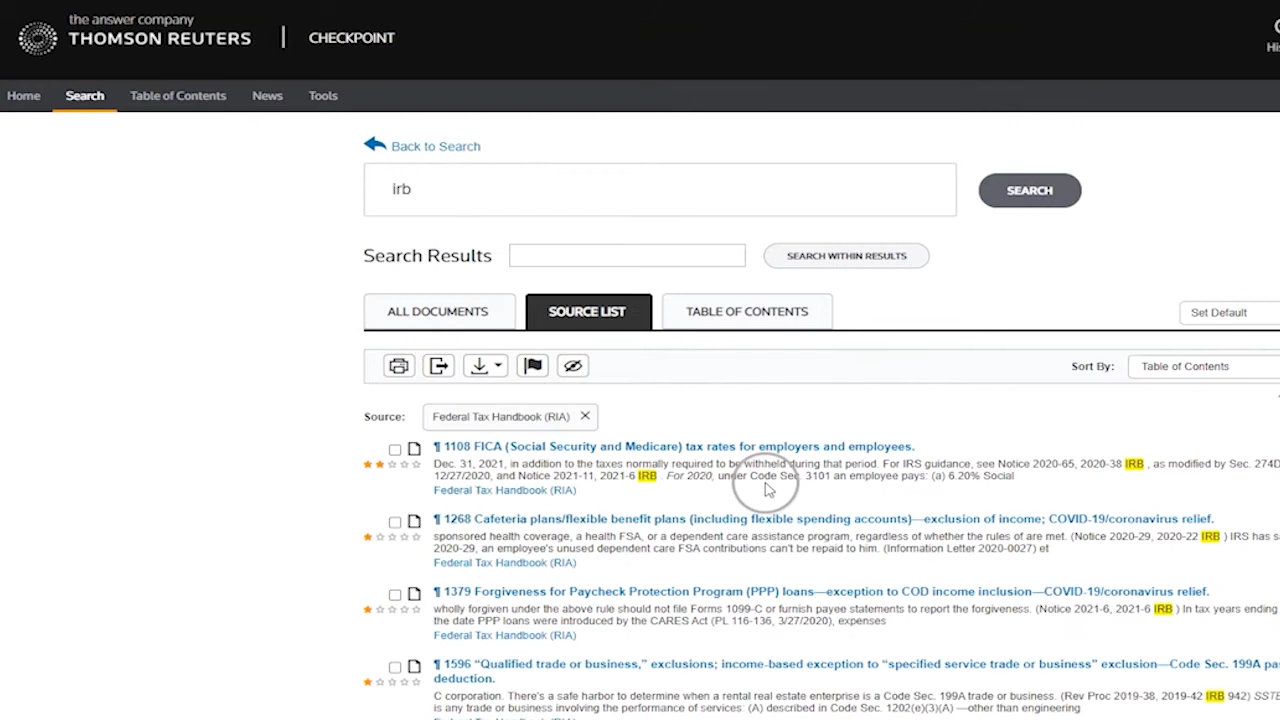 the answer company
THOMSON REUTERS
CHECKPOINT
Home Search Table of Contents News Tools
Back to Search
irb
SEARCH
Search Results
SEARCH WITHIN RESULTS
ALL DOCUMENTS SOURCE LIST TABLE OF CONTENTS
Set Default
Sort By: Table of Contents
Source: Federal Tax Handbook (RIA) ✕
¶ 1108 FICA (Social Security and Medicare) tax rates for employers and employees.
Dec. 31, 2021, in addition to the taxes normally required to be withheld during that period. For IRS guidance, see Notice 2020-65, 2020-38 IRB , as modified by Sec. 274D
12/27/2020, and Notice 2021-11, 2021-6 IRB . For 2020, under Code Sec. 3101 an employee pays: (a) 6.20% Social
Federal Tax Handbook (RIA)
¶ 1268 Cafeteria plans/flexible benefit plans (including flexible spending accounts)—exclusion of income; COVID-19/coronavirus relief.
sponsored health coverage, a health FSA, or a dependent care assistance program, regardless of whether the rules of are met. (Notice 2020-29, 2020-22 IRB ) IRS has s
2020-29, an employee's unused dependent care FSA contributions can't be repaid to him. (Information Letter 2020-0027) et
Federal Tax Handbook (RIA)
¶ 1379 Forgiveness for Paycheck Protection Program (PPP) loans—exception to COD income inclusion—COVID-19/coronavirus relief.
wholly forgiven under the above rule should not file Forms 1099-C or furnish payee statements to report the forgiveness. (Notice 2021-6, 2021-6 IRB ) In tax years ending
the date PPP loans were introduced by the CARES Act (PL 116-136, 3/27/2020), expenses
Federal Tax Handbook (RIA)
¶ 1596 “Qualified trade or business,” exclusions; income-based exception to “specified service trade or business” exclusion—Code Sec. 199A pas
deduction.
C corporation. There's a safe harbor to determine when a rental real estate enterprise is a Code Sec. 199A trade or business. (Rev Proc 2019-38, 2019-42 IRB 942) SSTB
is any trade or business involving the performance of services: (A) described in Code Sec. 1202(e)(3)(A) —other than engineering